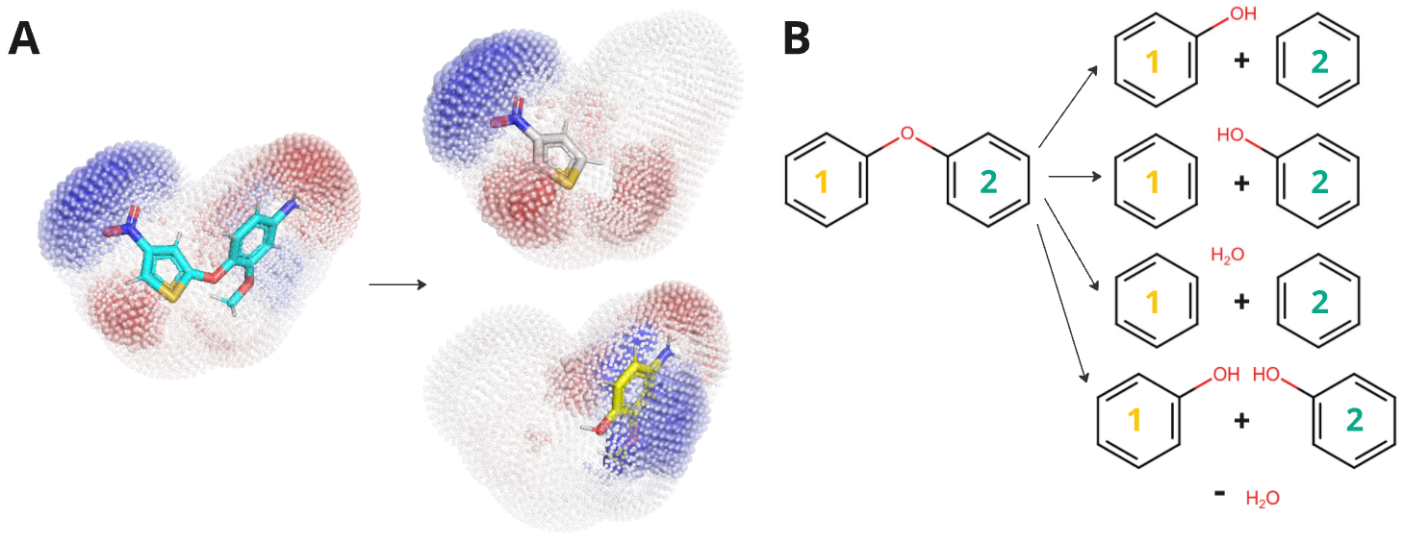 A
B
OH
1 + 2
O
1 2
HO
1 + 2
H₂O
1 + 2
OH HO
1 + 2
- H₂O